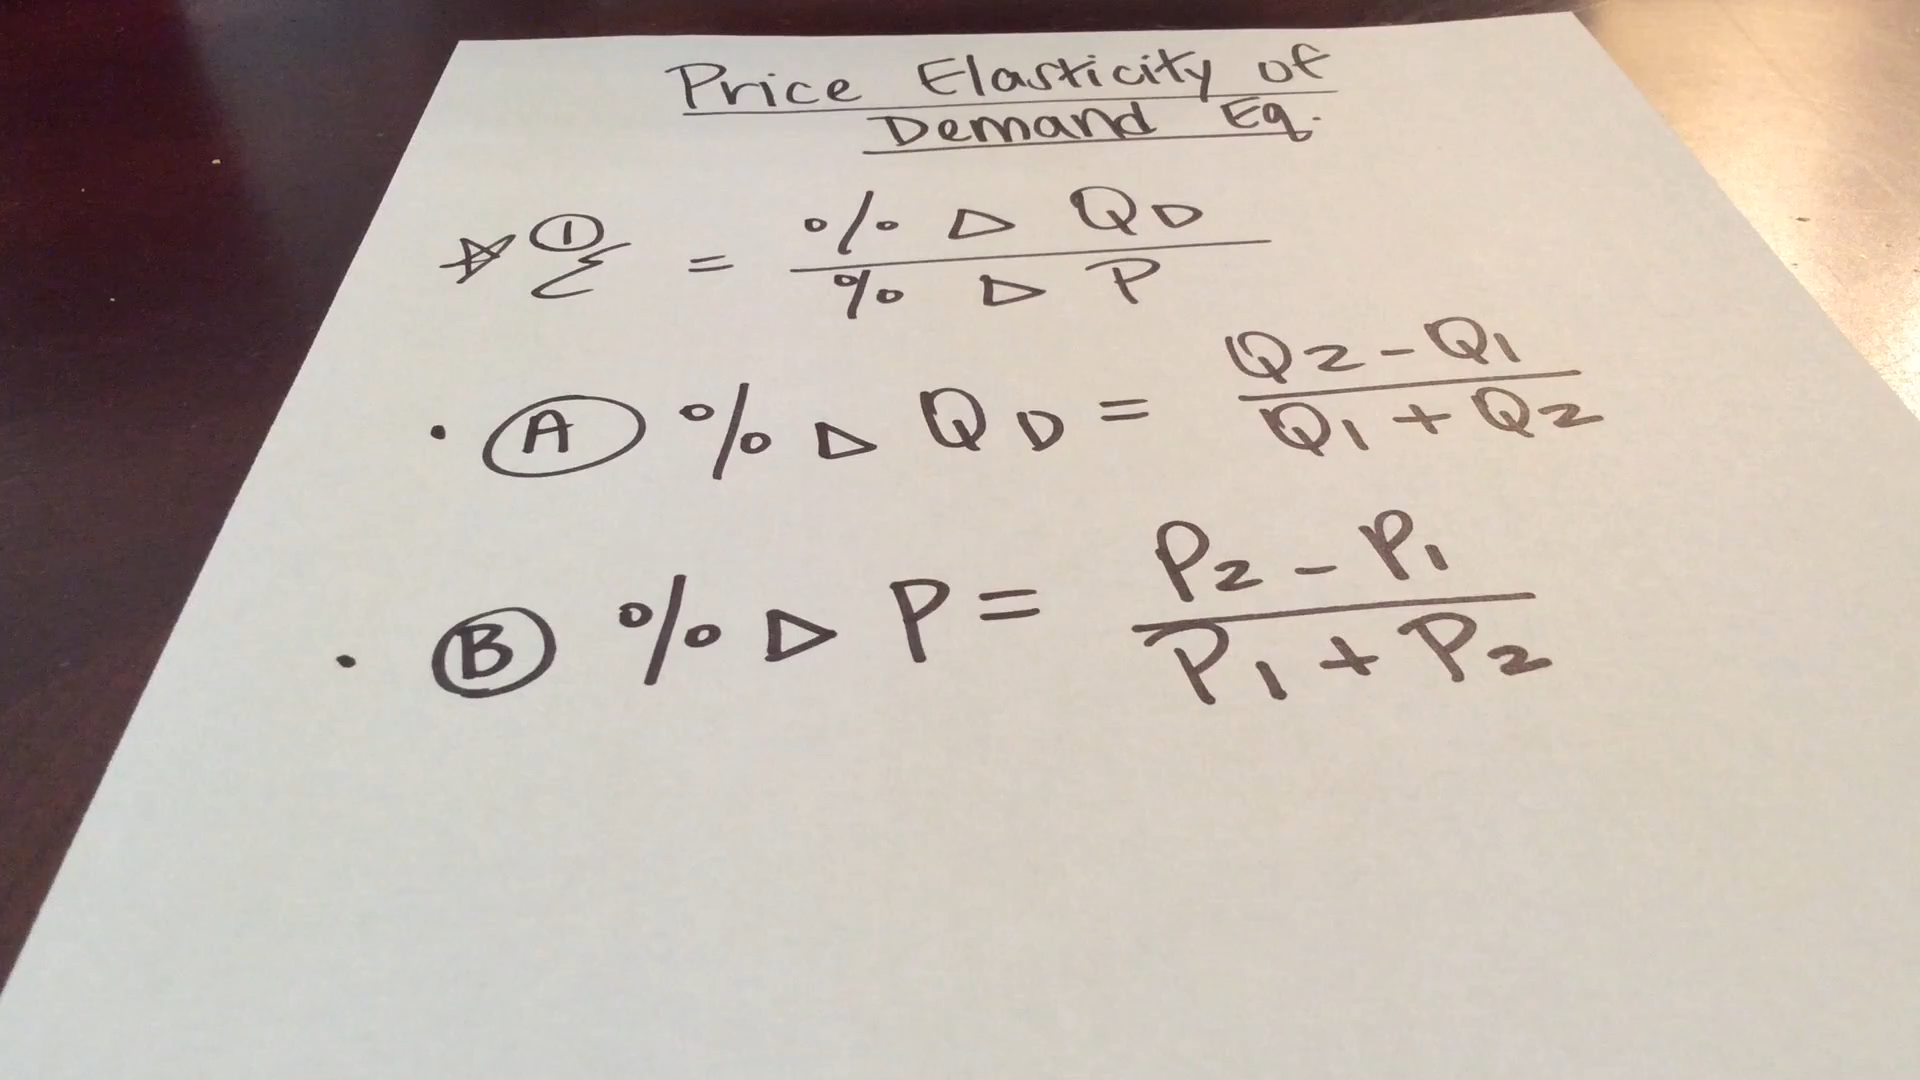 Price Elasticity of
Demand Eq.
☆ ① Ɛ = % Δ QD / % Δ P
· Ⓐ % Δ QD = Q2 - Q1 / Q1 + Q2
· Ⓑ % Δ P = P2 - P1 / P1 + P2